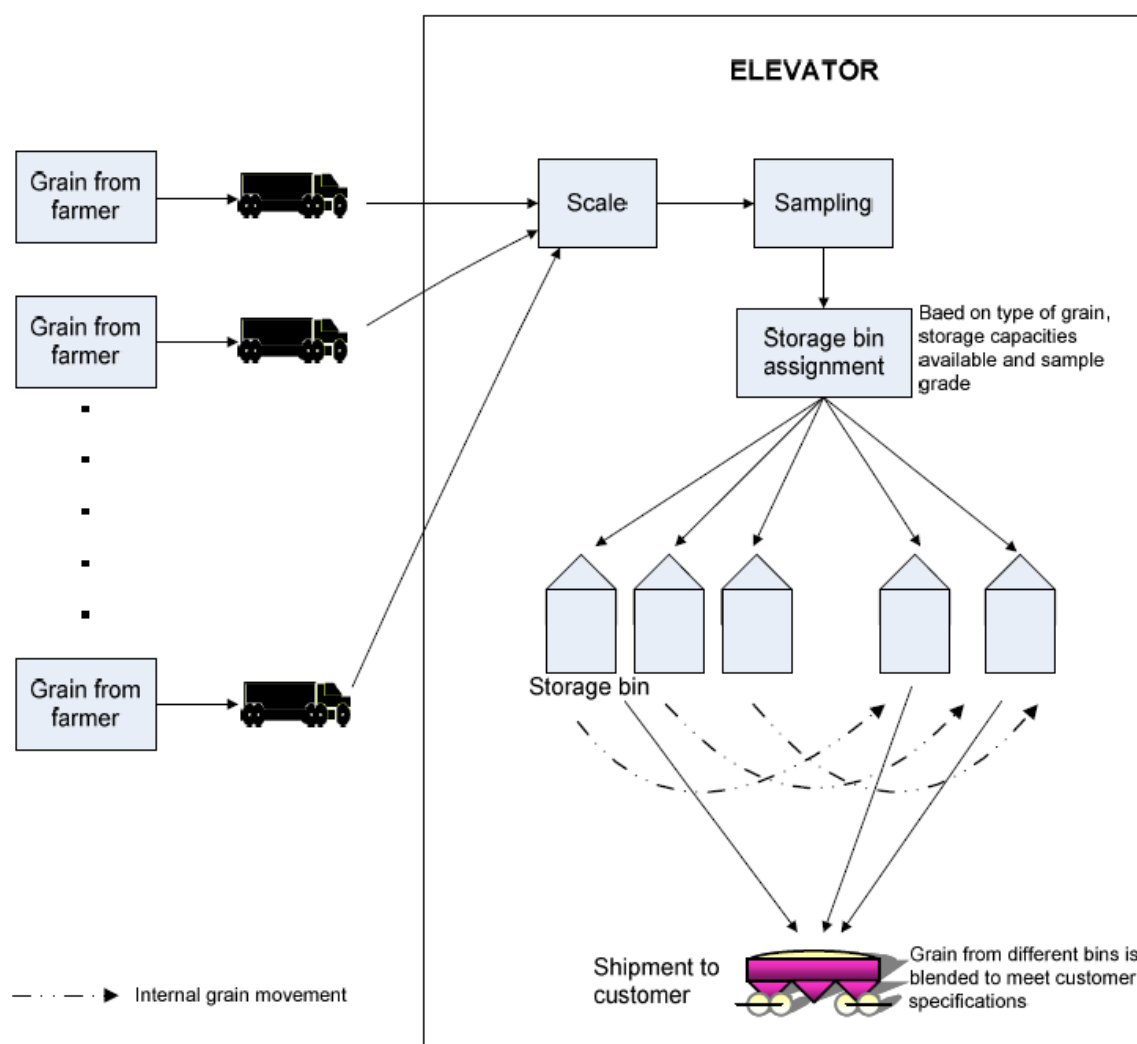 ELEVATOR
Grain from
farmer
Scale
Sampling
Grain from
farmer
Storage bin
assignment
Baed on type of grain,
storage capacities
available and sample
grade
Grain from
farmer
Storage bin
Shipment to
customer
Grain from different bins is
blended to meet customer
specifications
Internal grain movement